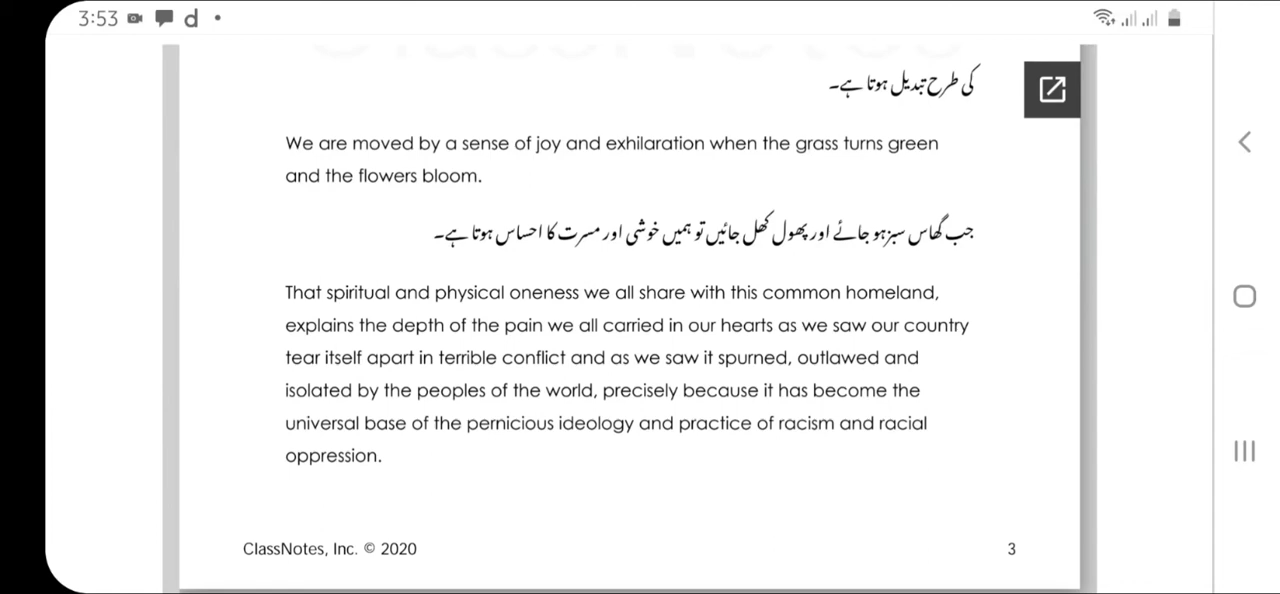 3:53
کی طرح تبدیل ہوتا ہے۔
We are moved by a sense of joy and exhilaration when the grass turns green
and the flowers bloom.
جب گھاس سبز ہو جائے اور پھول کھل جائیں تو ہمیں خوشی اور مسرت کا احساس ہوتا ہے۔
That spiritual and physical oneness we all share with this common homeland,
explains the depth of the pain we all carried in our hearts as we saw our country
tear itself apart in terrible conflict and as we saw it spurned, outlawed and
isolated by the peoples of the world, precisely because it has become the
universal base of the pernicious ideology and practice of racism and racial
oppression.
ClassNotes, Inc. © 2020 3